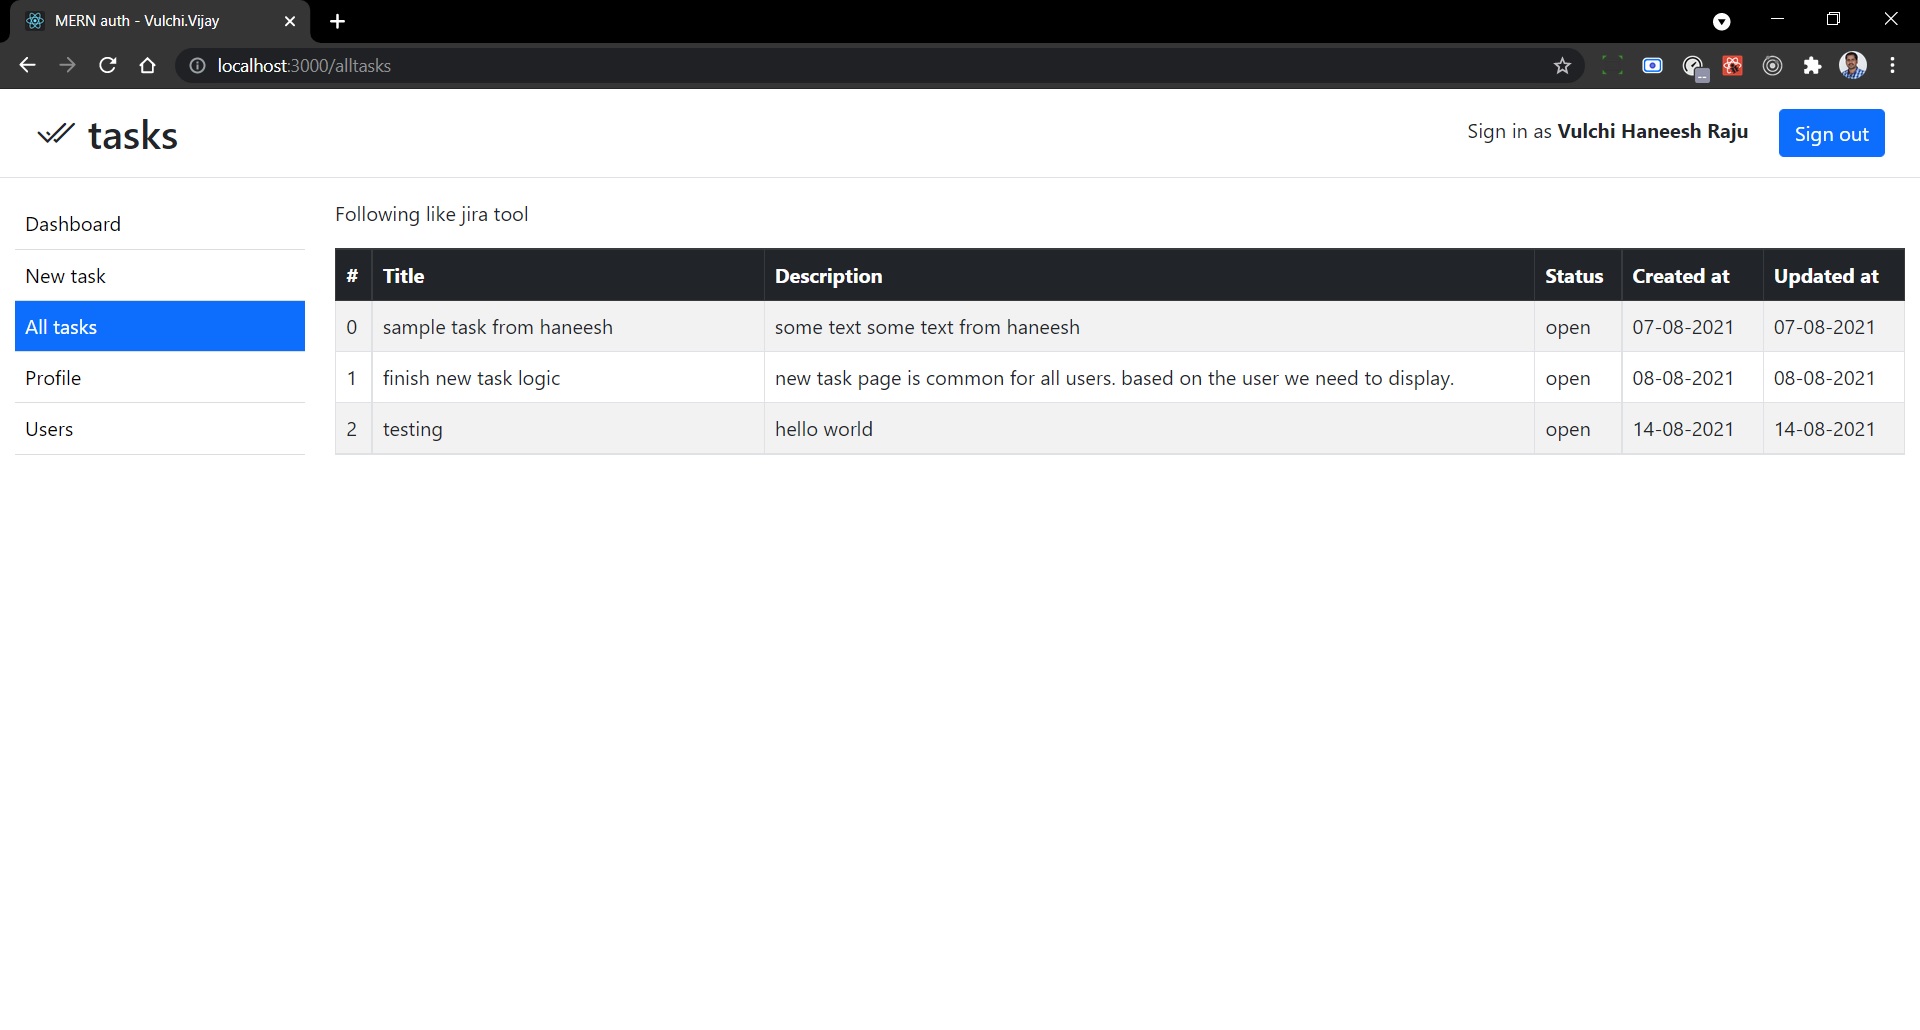 MERN auth - Vulchi.Vijay
localhost:3000/alltasks
tasks
Sign in as Vulchi Haneesh Raju
Sign out
Dashboard
New task
All tasks
Profile
Users
Following like jira tool
# Title Description Status Created at Updated at
0 sample task from haneesh some text some text from haneesh open 07-08-2021 07-08-2021
1 finish new task logic new task page is common for all users. based on the user we need to display. open 08-08-2021 08-08-2021
2 testing hello world open 14-08-2021 14-08-2021